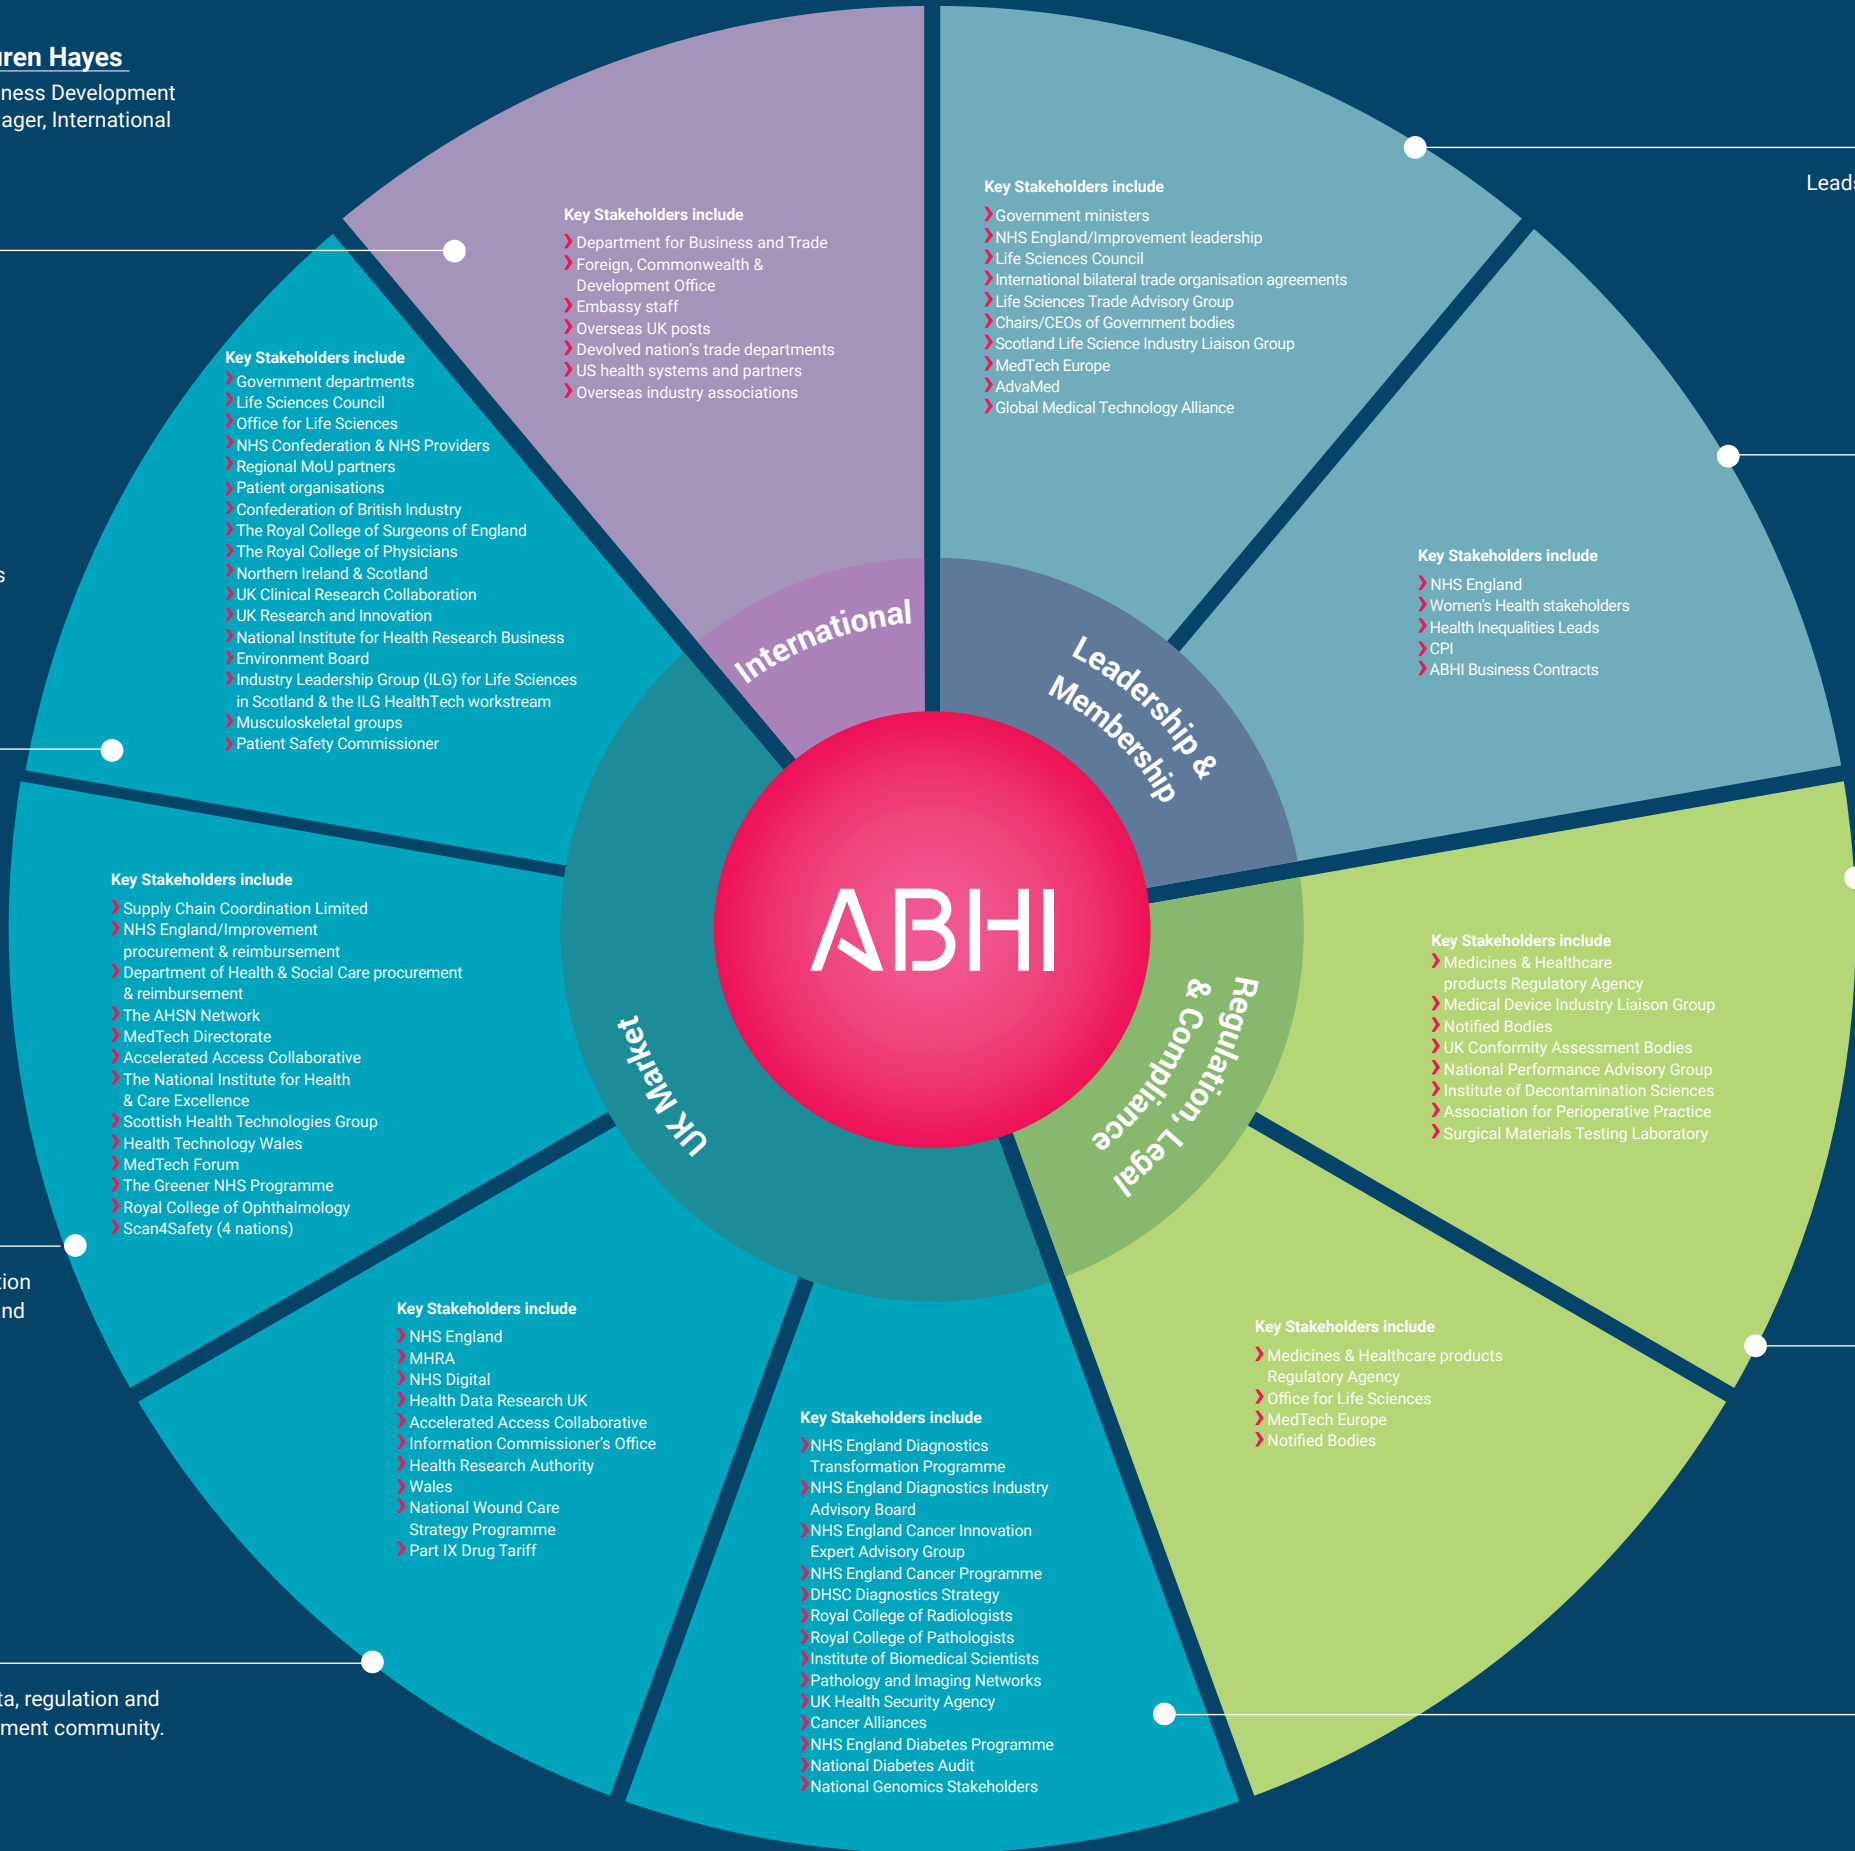 Hayes
Development
International
Key Stakeholders include
Department for Business and Trade
Foreign, Commonwealth &
Development Office
Embassy staff
Overseas UK posts
Devolved nation’s trade departments
US health systems and partners
Overseas industry associations
Key Stakeholders include
Government ministers
NHS England/Improvement leadership
Life Sciences Council
International bilateral trade organisation agreements
Life Sciences Trade Advisory Group
Chairs/CEOs of Government bodies
Scotland Life Science Industry Liaison Group
MedTech Europe
AdvaMed
Global Medical Technology Alliance
Key Stakeholders include
Government departments
Life Sciences Council
Office for Life Sciences
NHS Confederation & NHS Providers
Regional MoU partners
Patient organisations
Confederation of British Industry
The Royal College of Surgeons of England
The Royal College of Physicians
Northern Ireland & Scotland
UK Clinical Research Collaboration
UK Research and Innovation
National Institute for Health Research Business
Environment Board
Industry Leadership Group (ILG) for Life Sciences
in Scotland & the ILG HealthTech workstream
Musculoskeletal groups
Patient Safety Commissioner
Key Stakeholders include
NHS England
Women’s Health stakeholders
Health Inequalities Leads
CPI
ABHI Business Contracts
International
Leadership &
Membership
ABHI
Regulation, Legal
& Compliance
UK Market
Key Stakeholders include
Supply Chain Coordination Limited
NHS England/Improvement
procurement & reimbursement
Department of Health & Social Care procurement
& reimbursement
The AHSN Network
MedTech Directorate
Accelerated Access Collaborative
The National Institute for Health
& Care Excellence
Scottish Health Technologies Group
Health Technology Wales
MedTech Forum
The Greener NHS Programme
Royal College of Ophthalmology
Scan4Safety (4 nations)
Key Stakeholders include
Medicines & Healthcare
products Regulatory Agency
Medical Device Industry Liaison Group
Notified Bodies
UK Conformity Assessment Bodies
National Performance Advisory Group
Institute of Decontamination Sciences
Association for Perioperative Practice
Surgical Materials Testing Laboratory
Key Stakeholders include
NHS England
MHRA
NHS Digital
Health Data Research UK
Accelerated Access Collaborative
Information Commissioner’s Office
Health Research Authority
Wales
National Wound Care
Strategy Programme
Part IX Drug Tariff
Key Stakeholders include
Medicines & Healthcare products
Regulatory Agency
Office for Life Sciences
MedTech Europe
Notified Bodies
Key Stakeholders include
NHS England Diagnostics
Transformation Programme
NHS England Diagnostics Industry
Advisory Board
NHS England Cancer Innovation
Expert Advisory Group
NHS England Cancer Programme
DHSC Diagnostics Strategy
Royal College of Radiologists
Royal College of Pathologists
Institute of Biomedical Scientists
Pathology and Imaging Networks
UK Health Security Agency
Cancer Alliances
NHS England Diabetes Programme
National Diabetes Audit
National Genomics Stakeholders
regulation and
community.